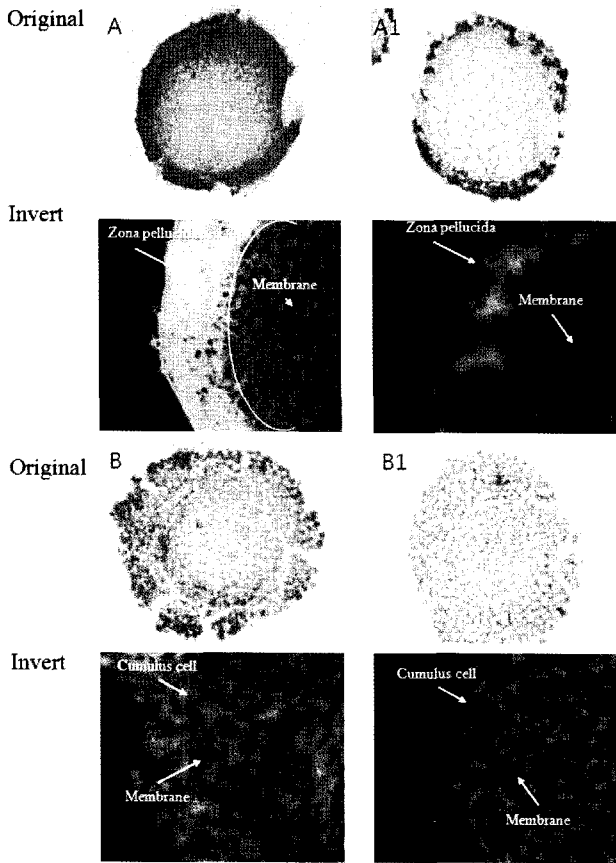 Original
A
A1
Invert
Zona pellucida
Membrane
Zona pellucida
Membrane
Original
B
B1
Invert
Cumulus cell
Membrane
Cumulus cell
Membrane